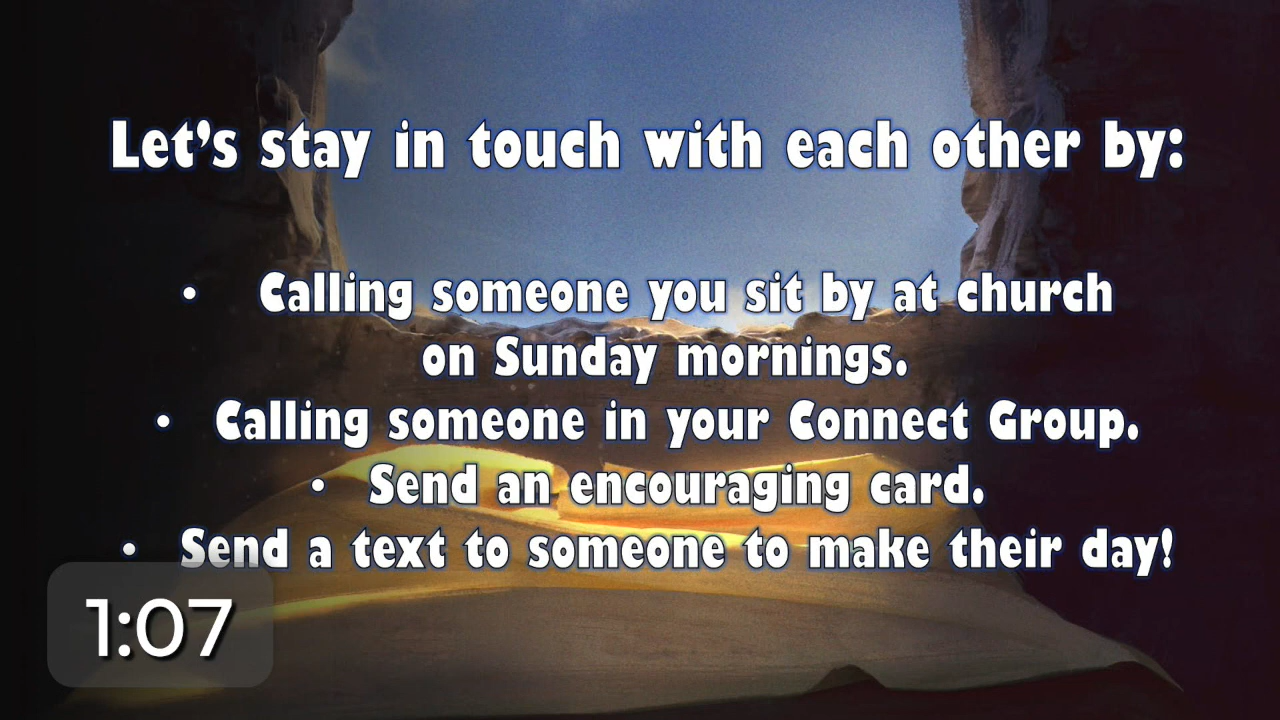 Let's stay in touch with each other by:
• Calling someone you sit by at church
on Sunday mornings.
• Calling someone in your Connect Group.
• Send an encouraging card.
• Send a text to someone to make their day!
1:07